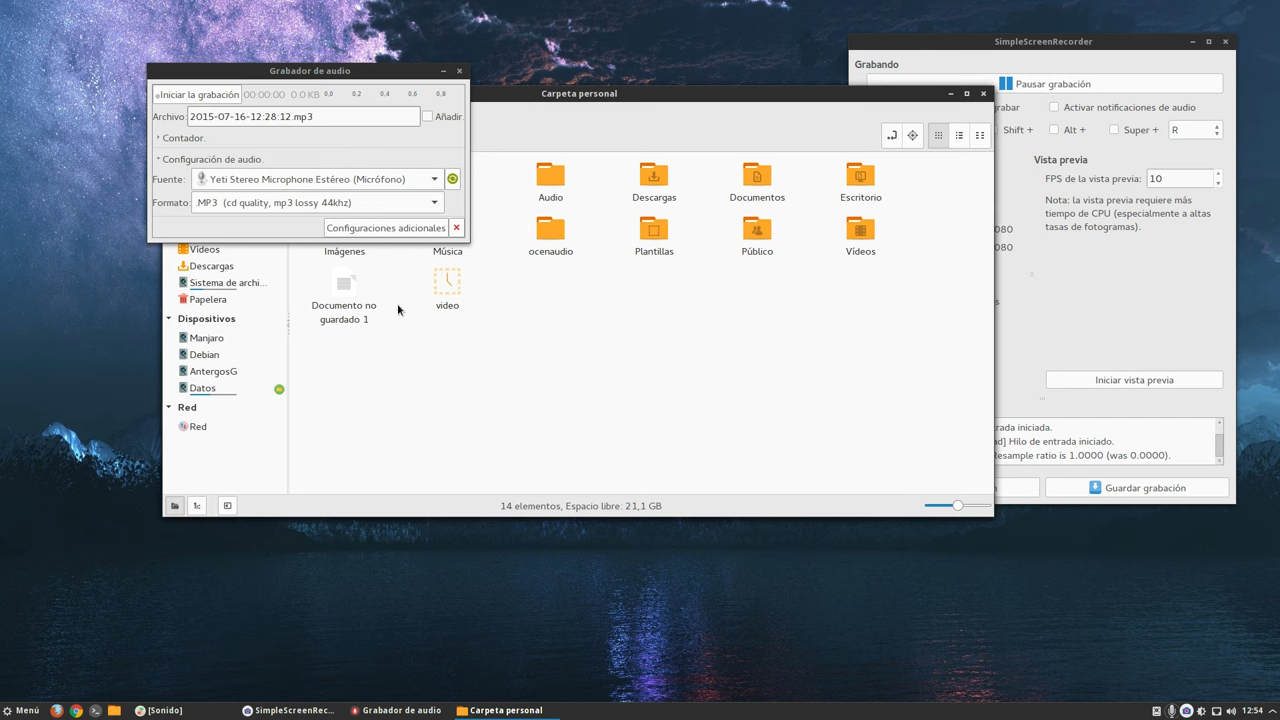 Grabador de audio
Iniciar la grabación 00:00:00 0.0 KB 0,0 0,2 0,4 0,6 0,8
Archivo: 2015-07-16-12:28:12.mp3 Añadir.
Contador.
Configuración de audio.
Fuente: Yeti Stereo Microphone Estéreo (Micrófono)
Formato: .MP3 (cd quality, mp3 lossy 44khz)
Configuraciones adicionales
Carpeta personal
Audio
Descargas
Documentos
Escritorio
Imágenes
Música
ocenaudio
Plantillas
Público
Vídeos
Documento no
guardado 1
video
Vídeos
Descargas
Sistema de archi...
Papelera
Dispositivos
Manjaro
Debian
AntergosG
Datos
Red
Red
14 elementos, Espacio libre: 21,1 GB
SimpleScreenRecorder
Grabando
Pausar grabación
grabar Activar notificaciones de audio
Shift + Alt + Super + R
Vista previa
FPS de la vista previa: 10
Nota: la vista previa requiere más
tiempo de CPU (especialmente a altas
tasas de fotogramas).
080
080
s
Iniciar vista previa
trada iniciada.
ad] Hilo de entrada iniciado.
Resample ratio is 1.0000 (was 0.0000).
n Guardar grabación
Menú [Sonido] SimpleScreenRec... Grabador de audio Carpeta personal 12:54